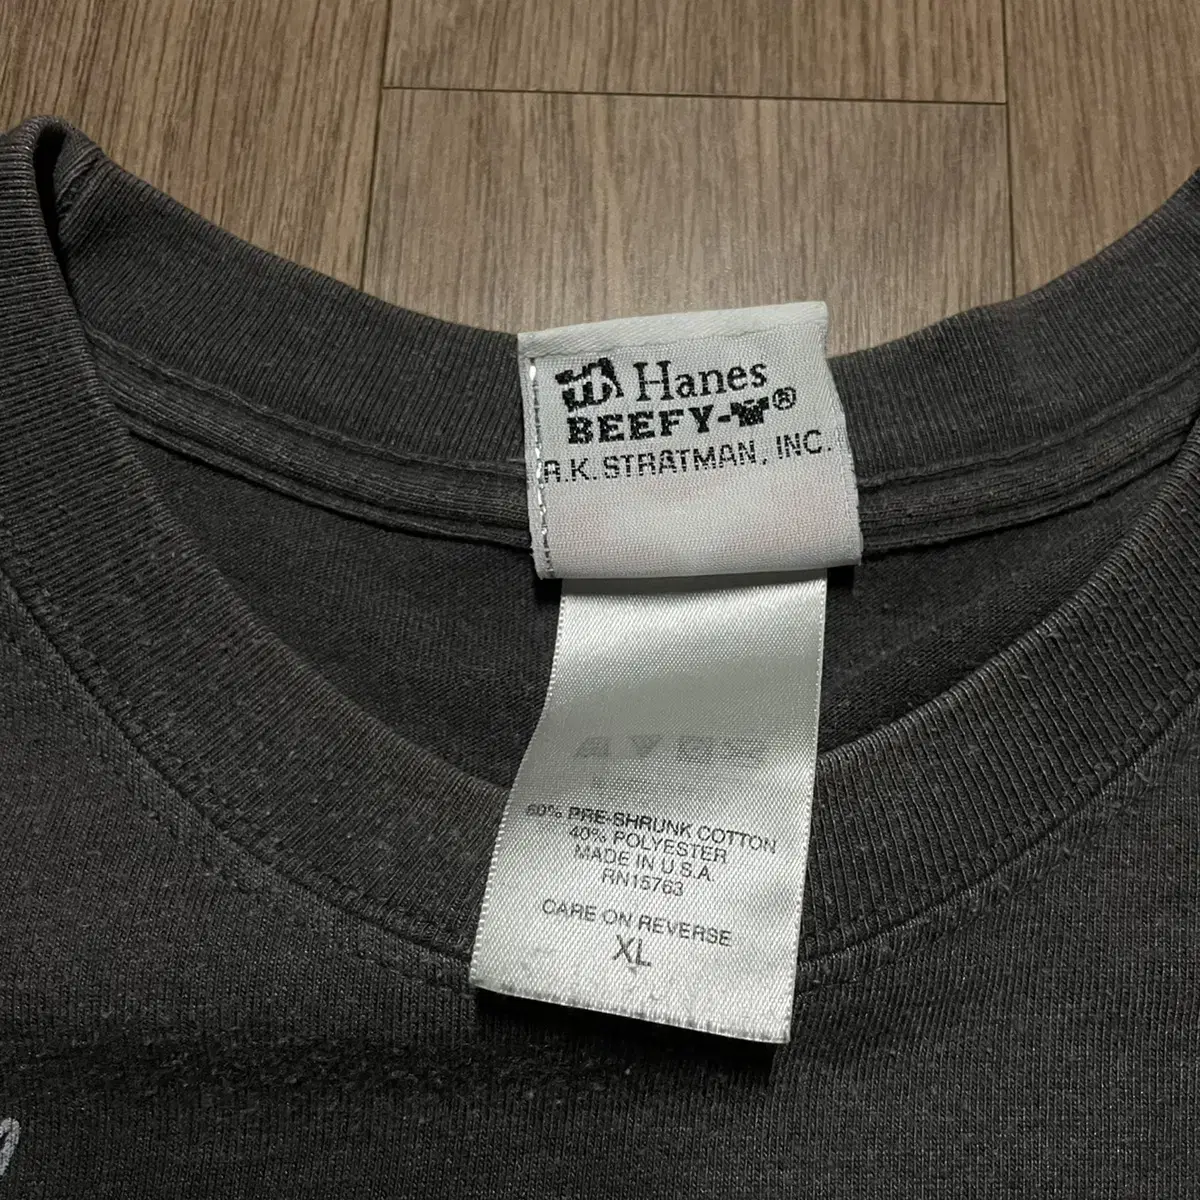 Hanes
BEEFY-T®
R.K. STRATMAN, INC.
60% PRE-SHRUNK COTTON
40% POLYESTER
MADE IN U.S.A.
RN15763
CARE ON REVERSE
XL